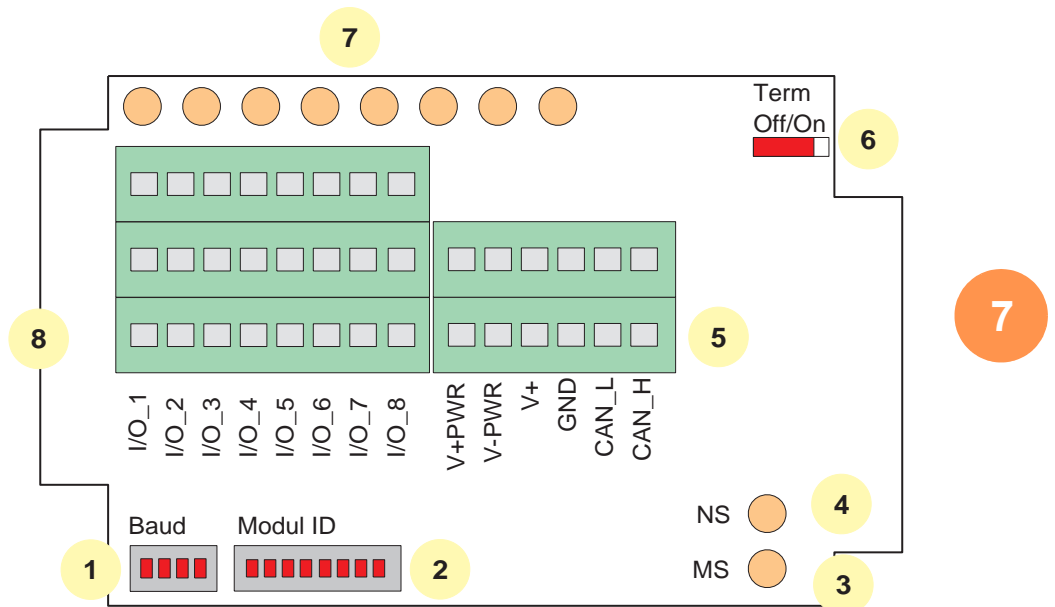 7
Term
Off/On
6
7
8
5
I/O_1
I/O_2
I/O_3
I/O_4
I/O_5
I/O_6
I/O_7
I/O_8
V+PWR
V-PWR
V+
GND
CAN_L
CAN_H
NS
4
Baud
Modul ID
1
2
MS
3